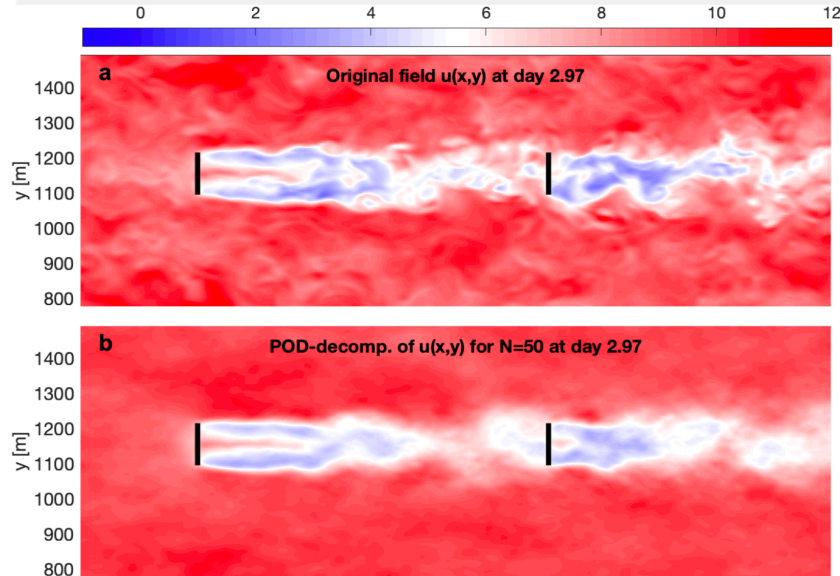 0 2 4 6 8 10 12
a
Original field u(x,y) at day 2.97
y [m]
1400
1300
1200
1100
1000
900
800
b
POD-decomp. of u(x,y) for N=50 at day 2.97
y [m]
1400
1300
1200
1100
1000
900
800